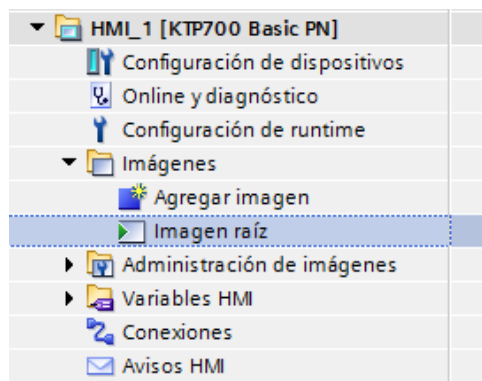 HMI_1 [KTP700 Basic PN]
Configuración de dispositivos
Online y diagnóstico
Configuración de runtime
Imágenes
Agregar imagen
Imagen raíz
Administración de imágenes
Variables HMI
Conexiones
Avisos HMI